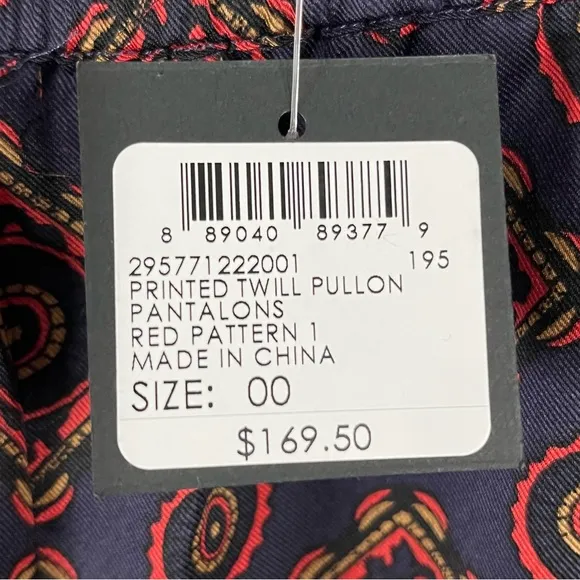 8 89040 89377 9
295771222001 195
PRINTED TWILL PULLON
PANTALONS
RED PATTERN 1
MADE IN CHINA
SIZE: 00
$169.50